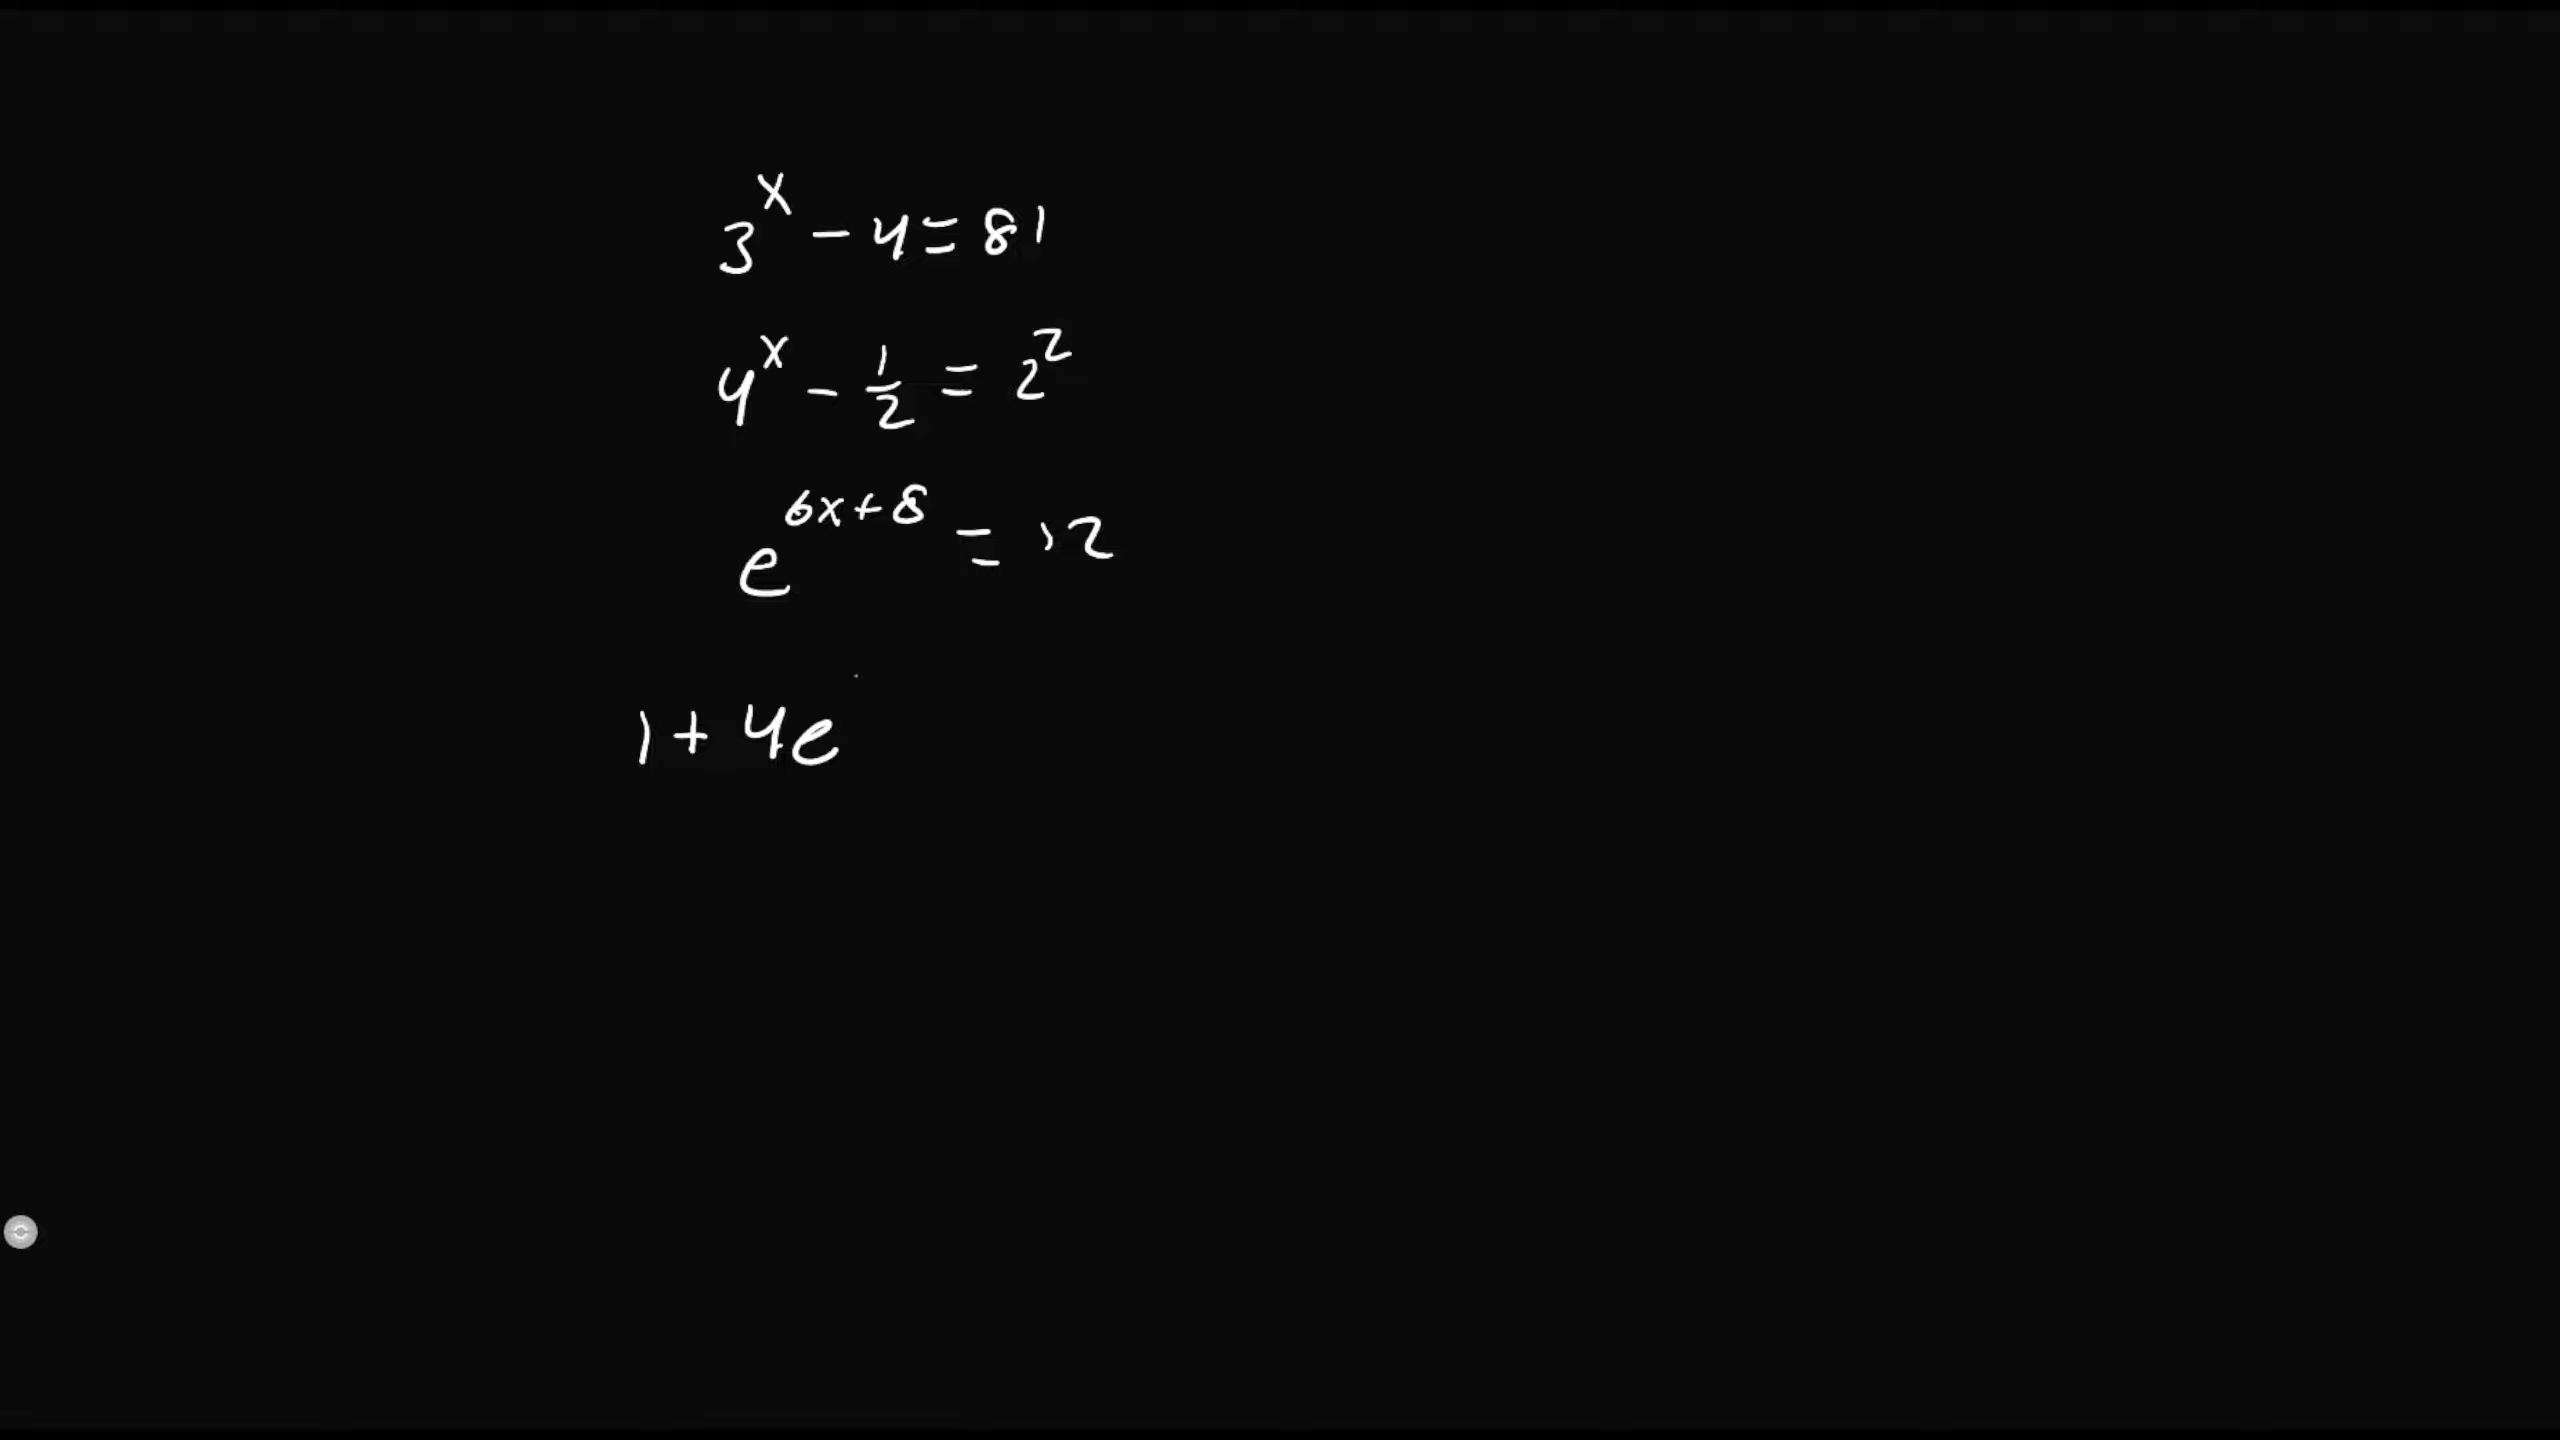 3^x - 4 = 81
4^x - 1/2 = 2^2
e^(6x+8) = 12
1 + 4e